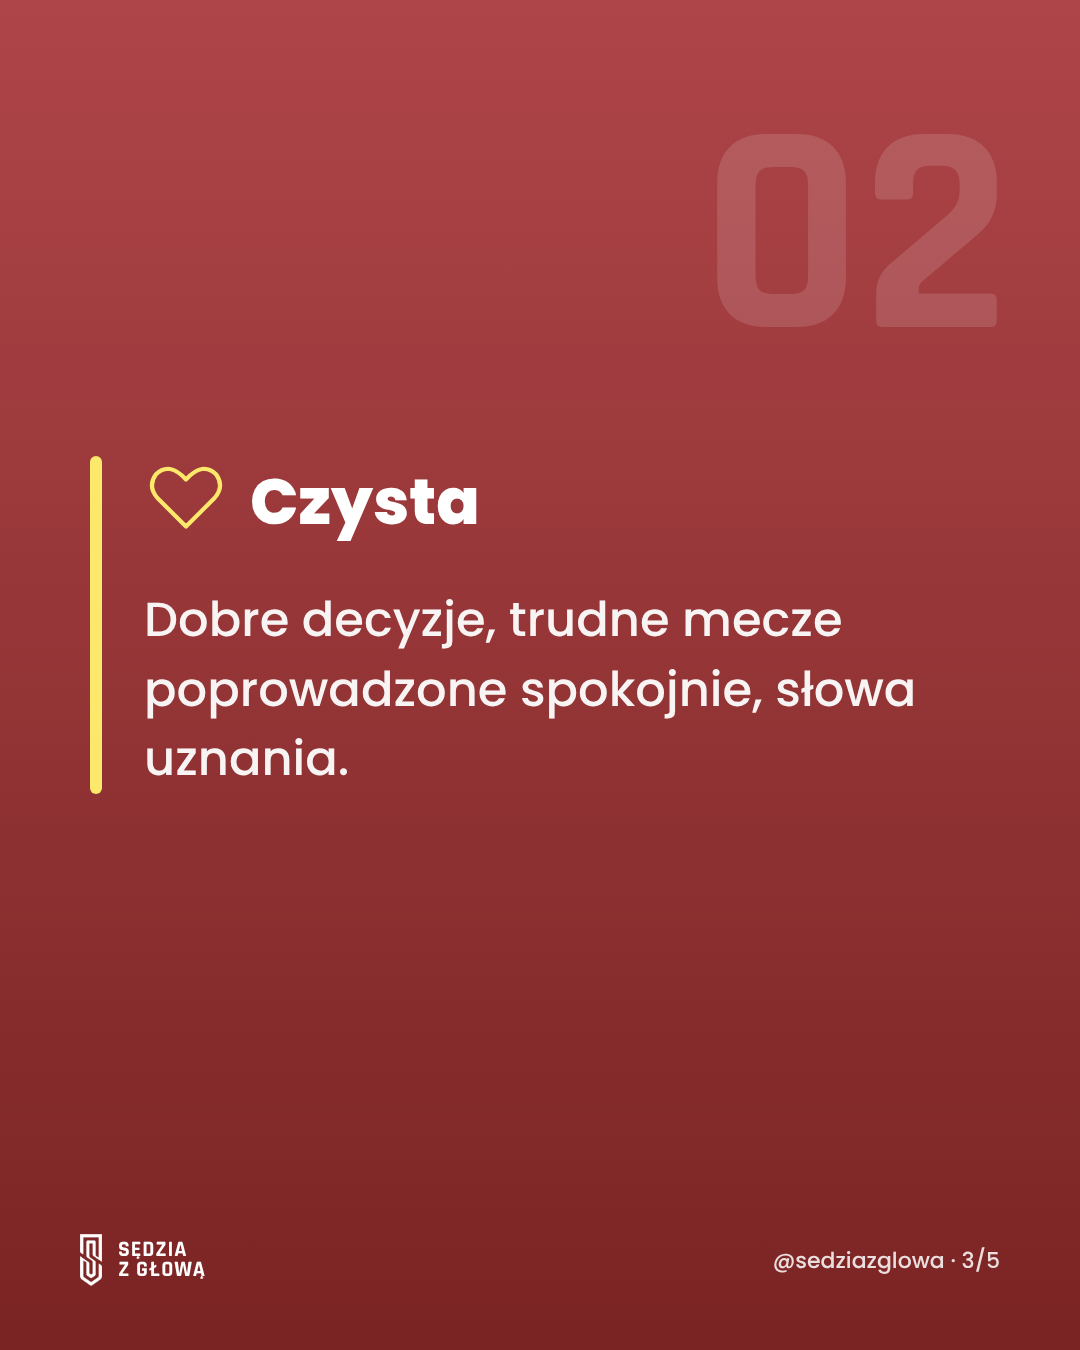 02
Czysta
Dobre decyzje, trudne mecze
poprowadzone spokojnie, słowa
uznania.
SĘDZIA
Z GŁOWĄ
@sedziazglowa · 3/5